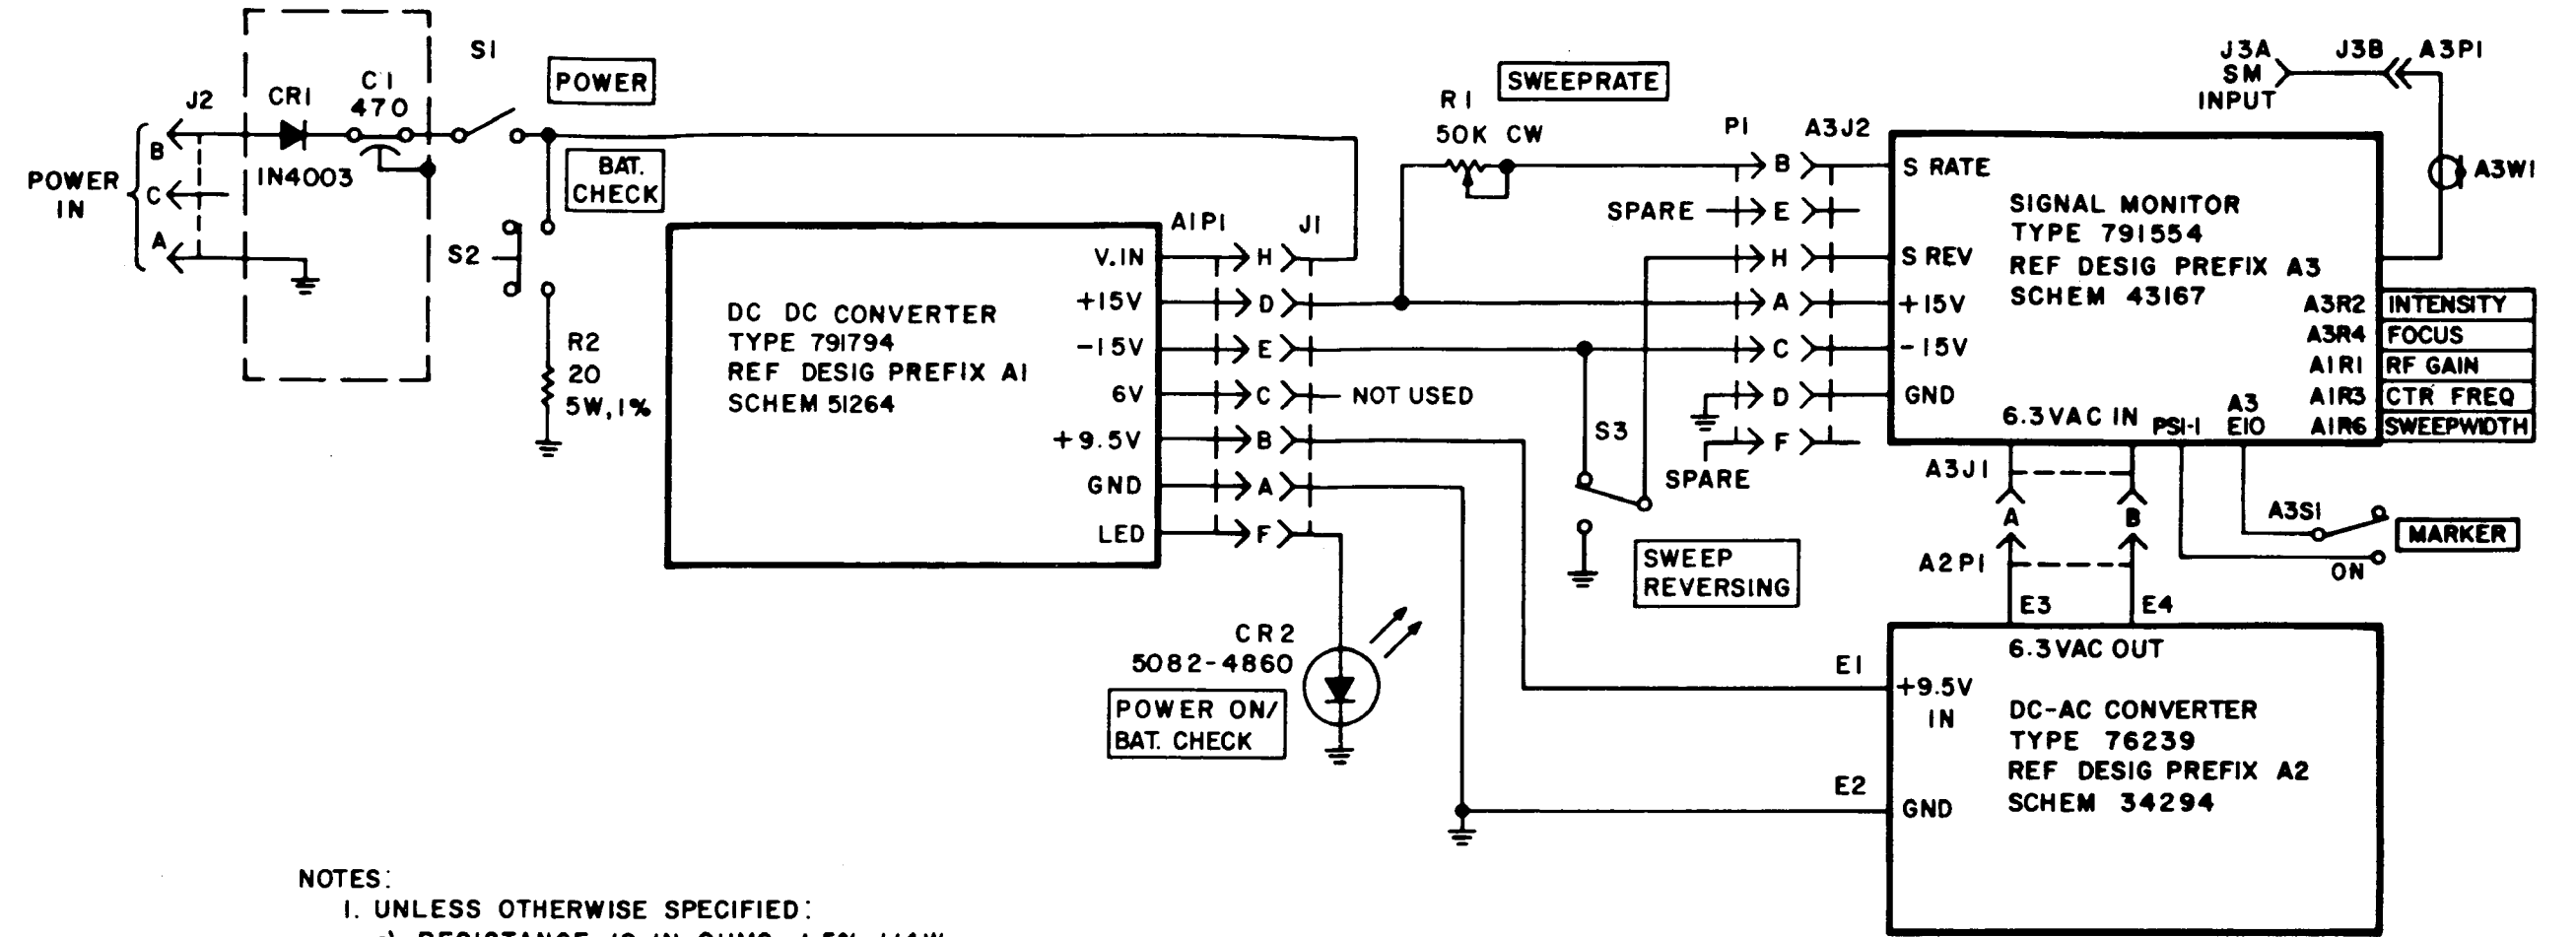 S1
POWER
J2
CR1
C1
470
B
C
A
POWER
IN
1N4003
BAT.
CHECK
S2
R2
20
5W, 1%
DC DC CONVERTER
TYPE 791794
REF DESIG PREFIX A1
SCHEM 51264
V.IN
+15V
-15V
6V
+9.5V
GND
LED
A1P1
J1
H
D
E
C
B
A
F
NOT USED
CR2
5082-4860
POWER ON/
BAT. CHECK
SWEEPRATE
R1
50K CW
P1
A3J2
B
E
H
A
C
D
F
SPARE
SPARE
S3
SWEEP
REVERSING
J3A
SM
INPUT
J3B
A3P1
A3W1
S RATE
S REV
+15V
-15V
GND
SIGNAL MONITOR
TYPE 791554
REF DESIG PREFIX A3
SCHEM 43167
A3R2 INTENSITY
A3R4 FOCUS
A1R1 RF GAIN
A1R3 CTR FREQ
A1R6 SWEEPWIDTH
6.3VAC IN
PS1-1
A3
E10
A3J1
A
B
A2P1
E3
E4
A3S1
MARKER
ON
6.3VAC OUT
E1
+9.5V
IN
DC-AC CONVERTER
TYPE 76239
REF DESIG PREFIX A2
SCHEM 34294
E2
GND
NOTES:
1. UNLESS OTHERWISE SPECIFIED: